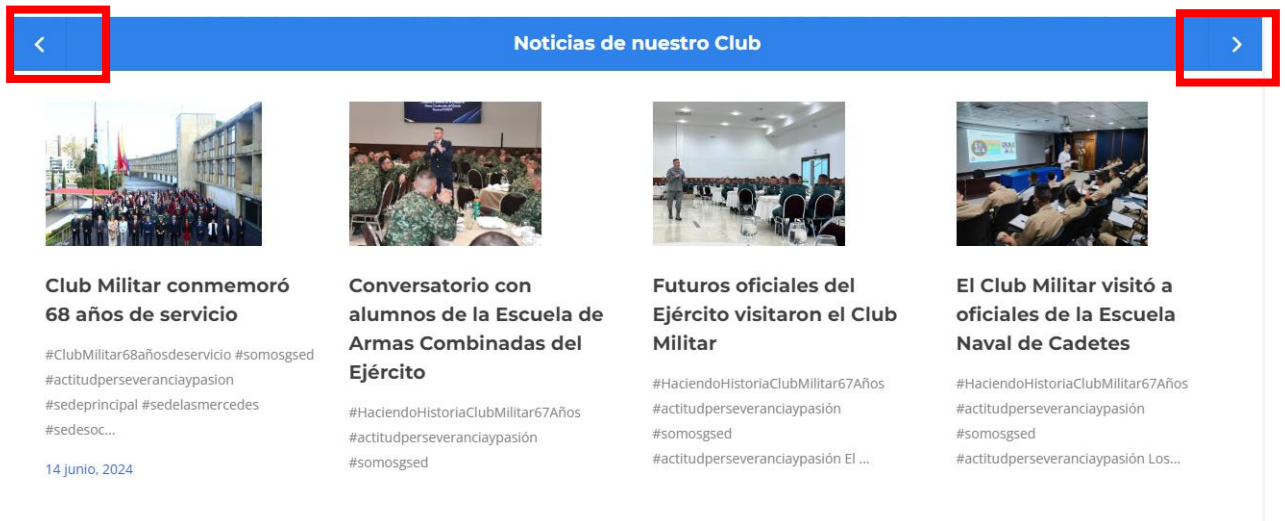 Noticias de nuestro Club
Club Militar conmemoró
68 años de servicio
#ClubMilitar68añosdeservicio #somosgsed
#actitudperseveranciaypasion
#sedeprincipal #sedelasmercedes
#sedesoc...
14 junio, 2024
Conversatorio con
alumnos de la Escuela de
Armas Combinadas del
Ejército
#HaciendoHistoriaClubMilitar67Años
#actitudperseveranciaypasión
#somosgsed
Futuros oficiales del
Ejército visitaron el Club
Militar
#HaciendoHistoriaClubMilitar67Años
#actitudperseveranciaypasión
#somosgsed
#actitudperseveranciaypasión El ...
El Club Militar visitó a
oficiales de la Escuela
Naval de Cadetes
#HaciendoHistoriaClubMilitar67Años
#actitudperseveranciaypasión
#somosgsed
#actitudperseveranciaypasión Los...